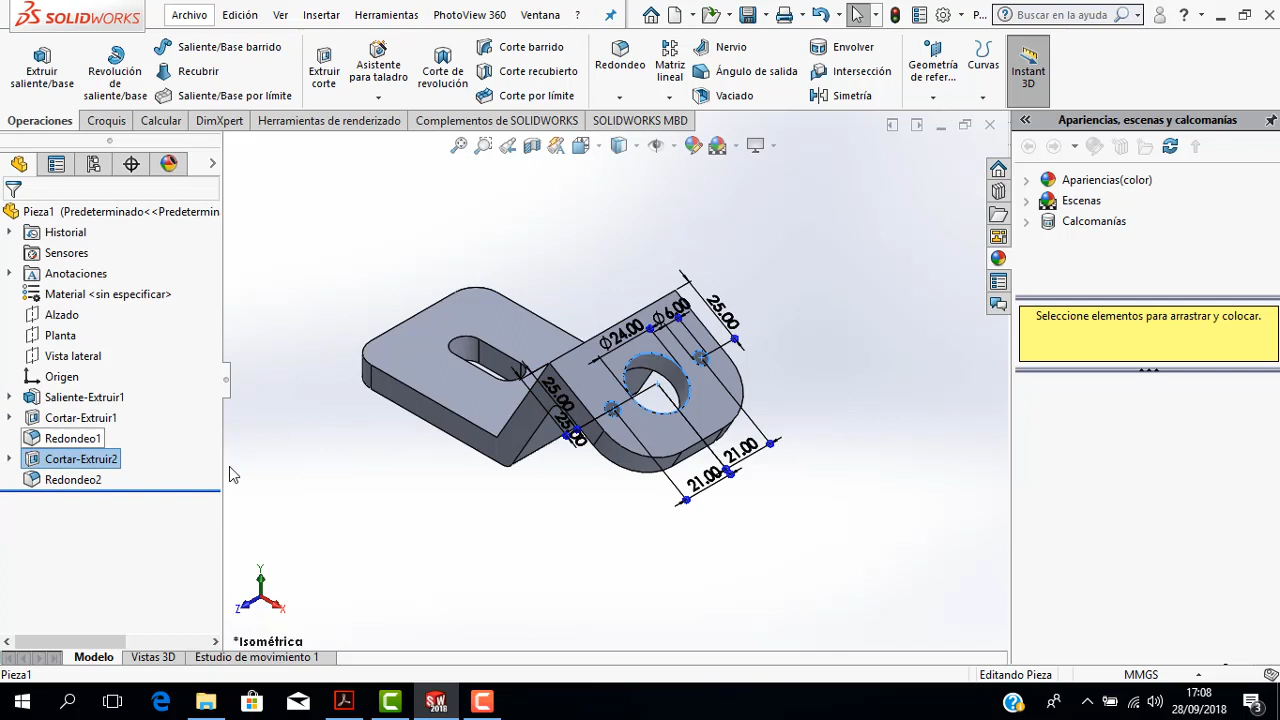 SOLIDWORKS
Archivo Edición Ver Insertar Herramientas PhotoView 360 Ventana ?
P... Buscar en la ayuda ?
Extruir saliente/base
Revolución de saliente/base
Saliente/Base barrido
Recubrir
Saliente/Base por límite
Extruir corte
Asistente para taladro
Corte de revolución
Corte barrido
Corte recubierto
Corte por límite
Redondeo
Matriz lineal
Nervio
Ángulo de salida
Vaciado
Envolver
Intersección
Simetría
Geometría de refer...
Curvas
Instant 3D
Operaciones Croquis Calcular DimXpert Herramientas de renderizado Complementos de SOLIDWORKS SOLIDWORKS MBD
Apariencias, escenas y calcomanías
Apariencias(color)
Escenas
Calcomanías
Seleccione elementos para arrastrar y colocar.
Pieza1 (Predeterminado<<Predetermin
Historial
Sensores
Anotaciones
Material <sin especificar>
Alzado
Planta
Vista lateral
Origen
Saliente-Extruir1
Cortar-Extruir1
Redondeo1
Cortar-Extruir2
Redondeo2
∅24.00
∅6.00
25.00
25.00
25.00
21.00
21.00
Y
Z
X
*Isométrica
Modelo Vistas 3D Estudio de movimiento 1
Pieza1 Editando Pieza MMGS
SW 2018
17:08
28/09/2018
3